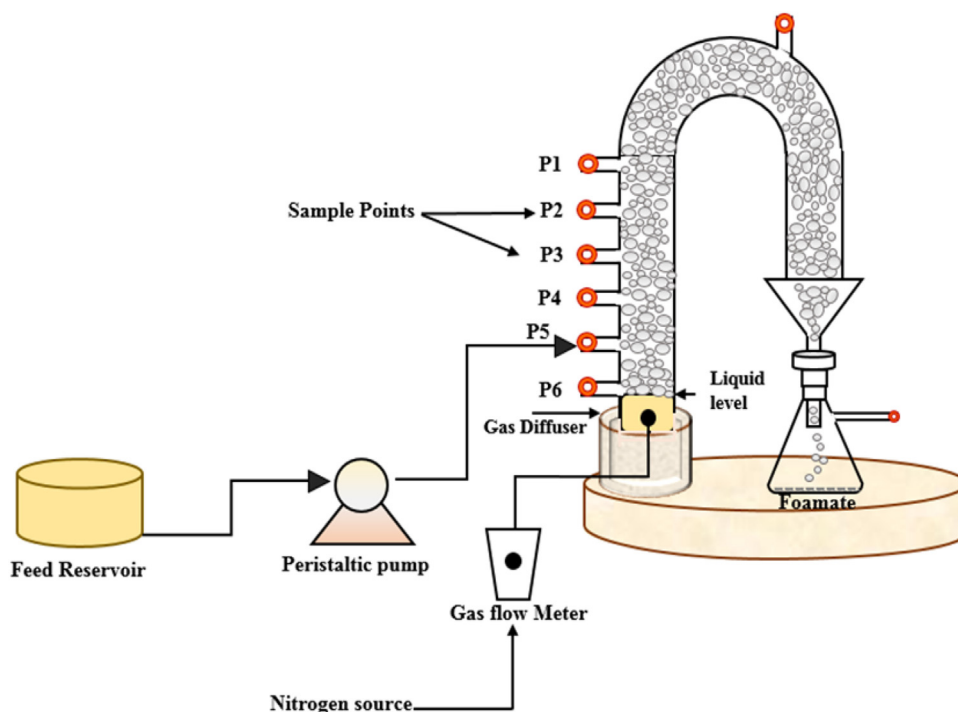 P1
Sample Points
P2
P3
P4
P5
P6
Liquid
level
Gas Diffuser
Foamate
Feed Reservoir
Peristaltic pump
Gas flow Meter
Nitrogen source